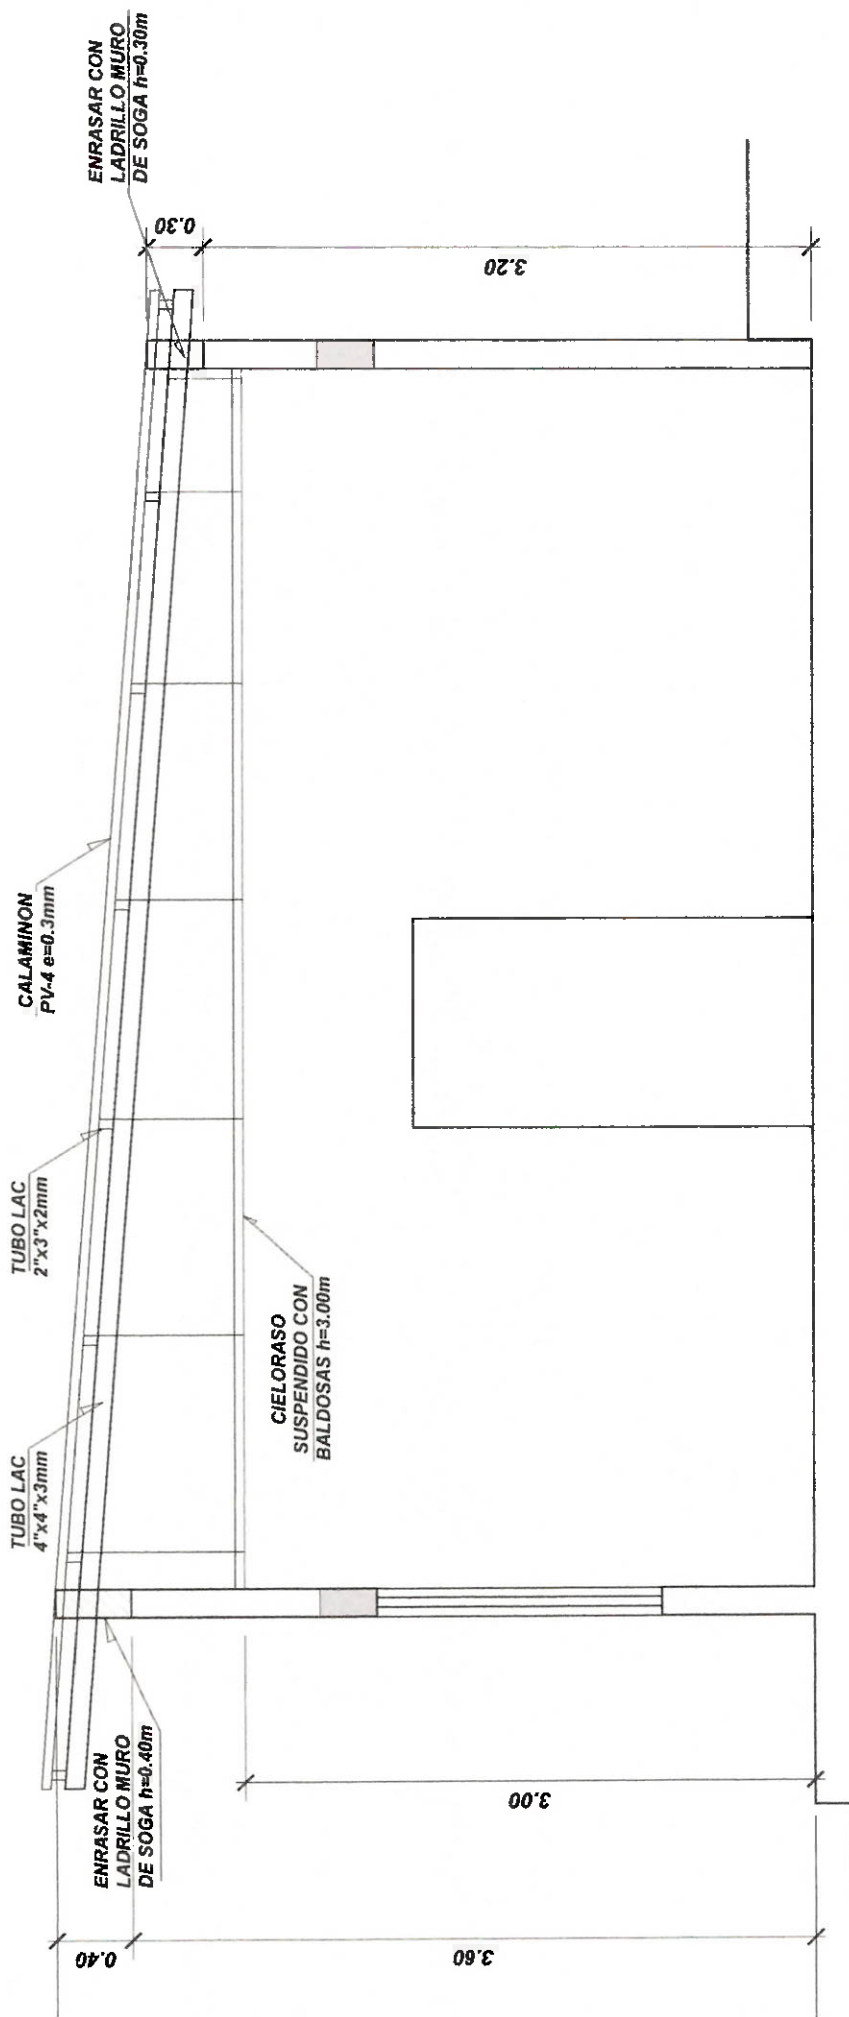 ENRASAR CON
LADRILLO MURO
DE SOGA h=0.40m
TUBO LAC
4"x4"x3mm
TUBO LAC
2"x3"x2mm
CALAMINON
PV-4 e=0.3mm
ENRASAR CON
LADRILLO MURO
DE SOGA h=0.30m
CIELORASO
SUSPENDIDO CON
BALDOSAS h=3.00m
0.40
3.60
3.00
0.30
3.20